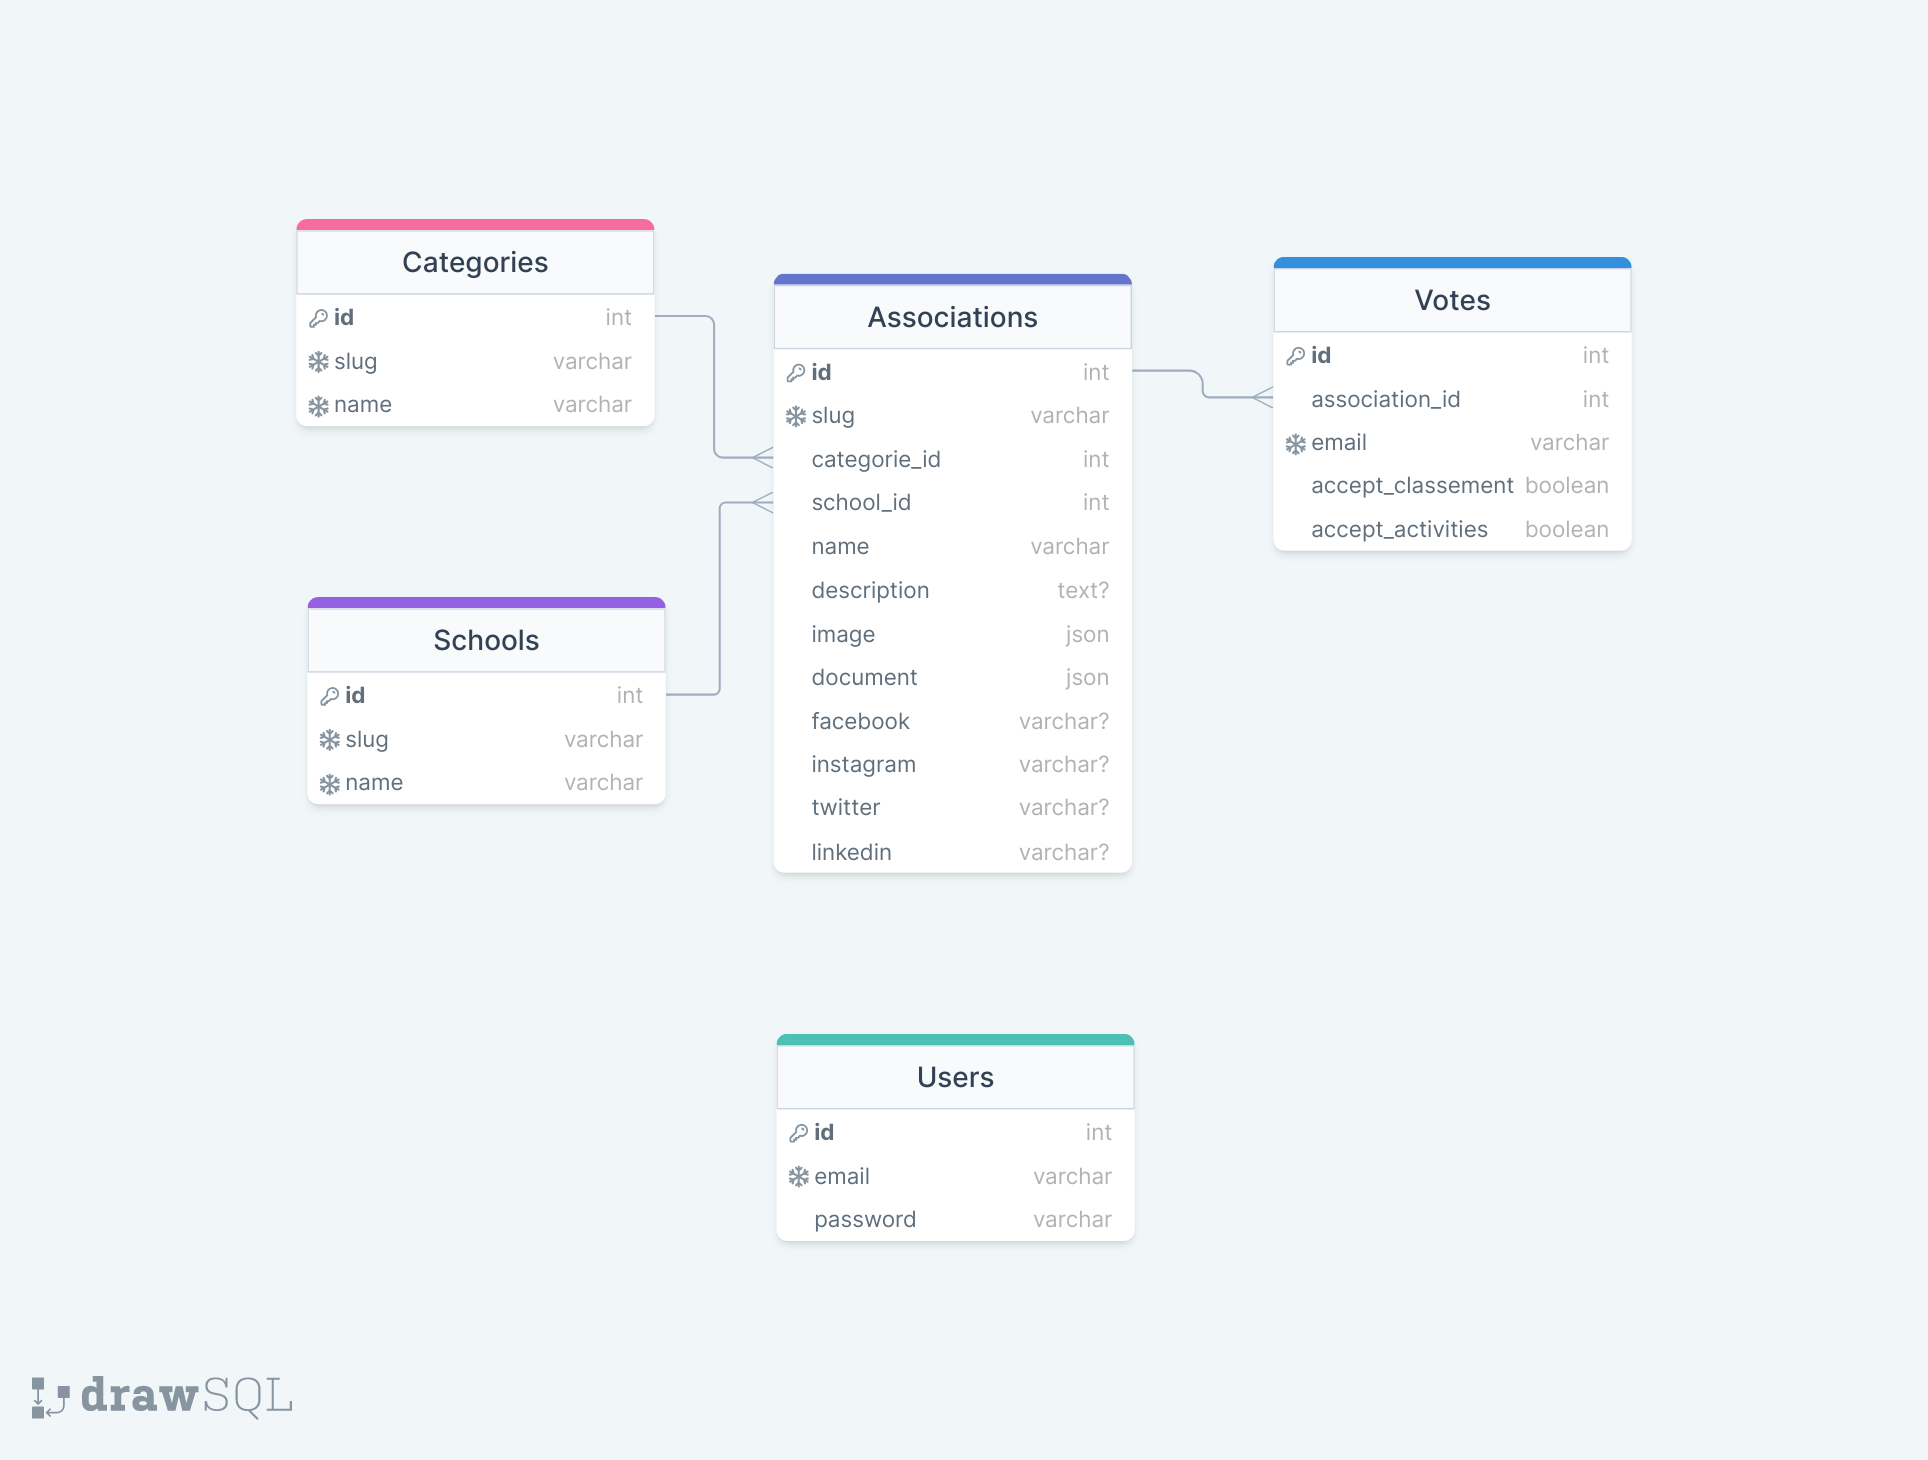 Categories
id int
slug varchar
name varchar
Schools
id int
slug varchar
name varchar
Associations
id int
slug varchar
categorie_id int
school_id int
name varchar
description text?
image json
document json
facebook varchar?
instagram varchar?
twitter varchar?
linkedin varchar?
Votes
id int
association_id int
email varchar
accept_classement boolean
accept_activities boolean
Users
id int
email varchar
password varchar
drawSQL